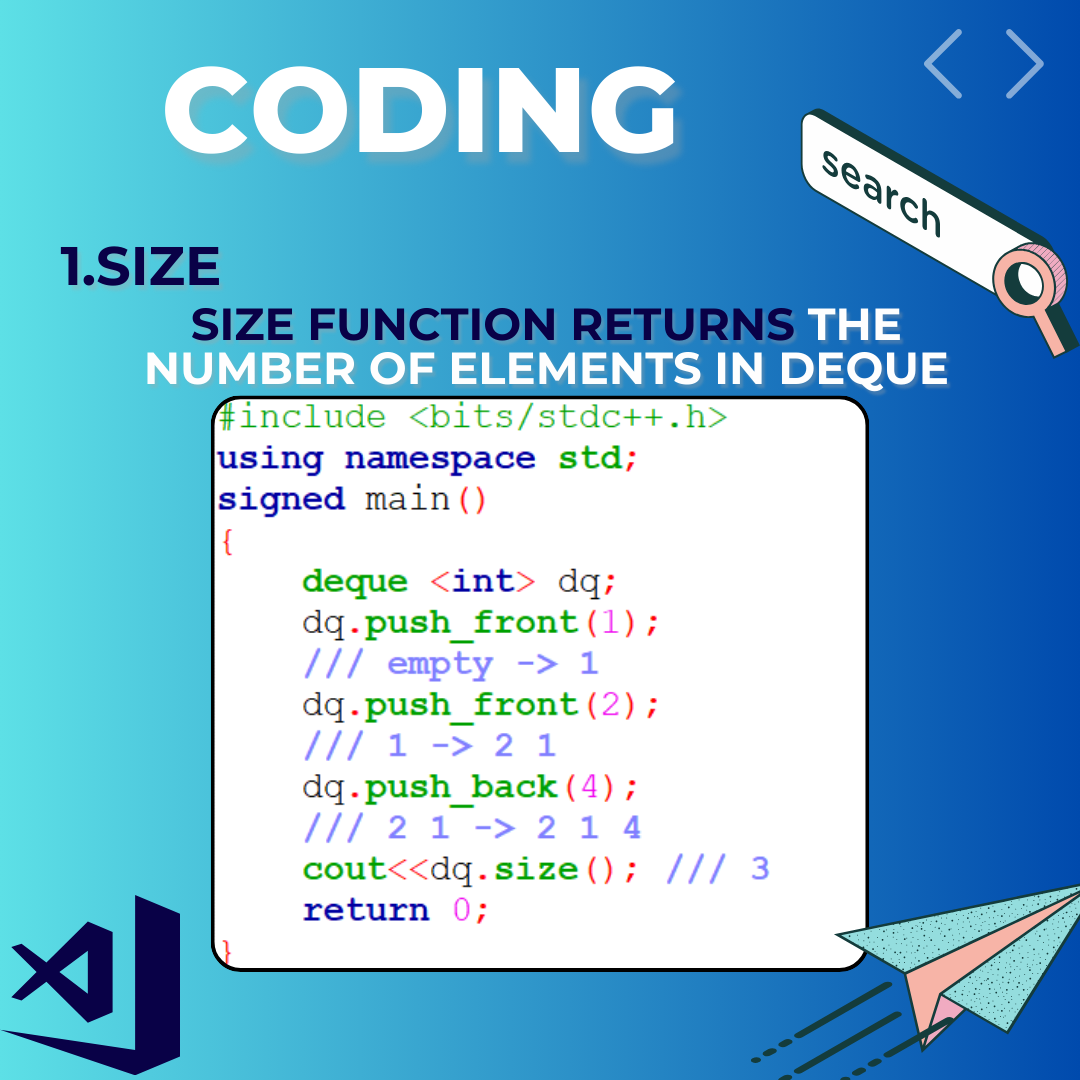 CODING
search
1.SIZE
SIZE FUNCTION RETURNS THE
NUMBER OF ELEMENTS IN DEQUE
#include <bits/stdc++.h>
using namespace std;
signed main()
{
    deque <int> dq;
    dq.push_front(1);
    /// empty -> 1
    dq.push_front(2);
    /// 1 -> 2 1
    dq.push_back(4);
    /// 2 1 -> 2 1 4
    cout<<dq.size(); /// 3
    return 0;
}